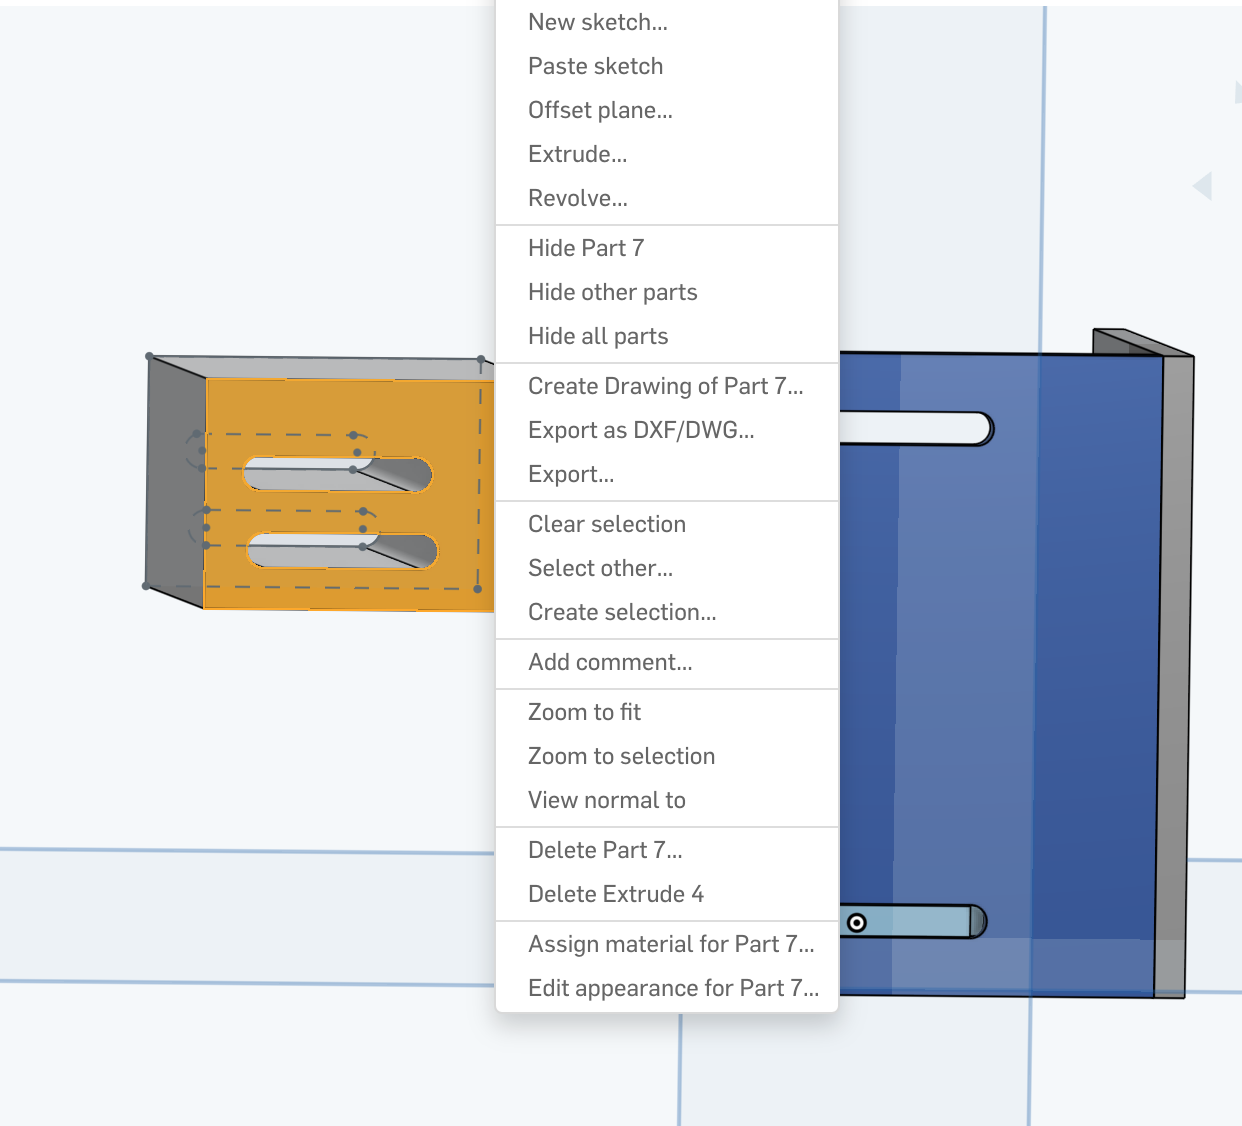 New sketch...
Paste sketch
Offset plane...
Extrude...
Revolve...
Hide Part 7
Hide other parts
Hide all parts
Create Drawing of Part 7...
Export as DXF/DWG...
Export...
Clear selection
Select other...
Create selection...
Add comment...
Zoom to fit
Zoom to selection
View normal to
Delete Part 7...
Delete Extrude 4
Assign material for Part 7...
Edit appearance for Part 7...